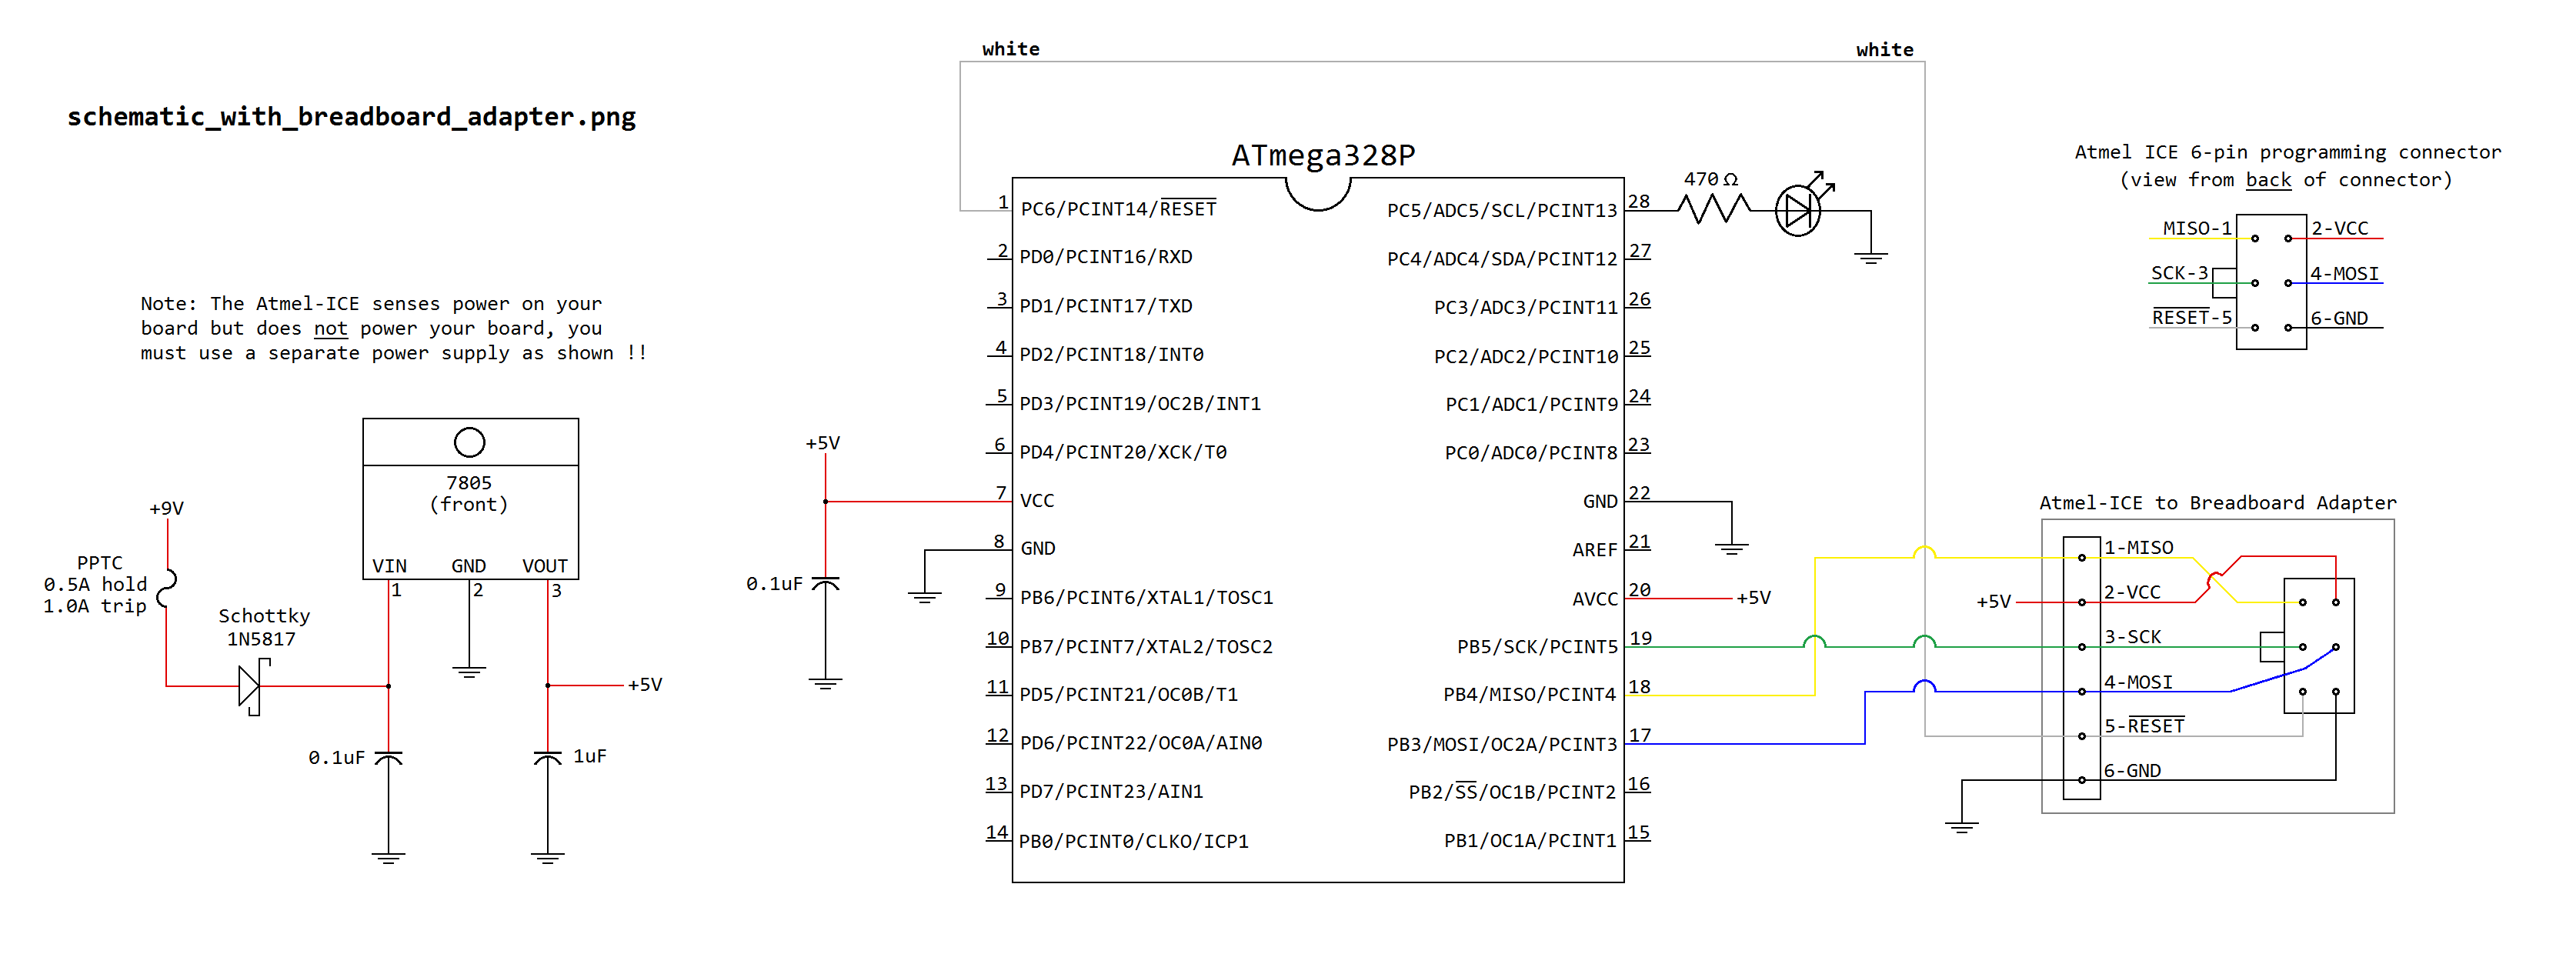 white
white
schematic_with_breadboard_adapter.png
ATmega328P
Atmel ICE 6-pin programming connector
(view from back of connector)
MISO-1
2-VCC
SCK-3
4-MOSI
RESET-5
6-GND
Note: The Atmel-ICE senses power on your
board but does not power your board, you
must use a separate power supply as shown !!
7805
(front)
VIN
GND
VOUT
1
2
3
+9V
PPTC
0.5A hold
1.0A trip
Schottky
1N5817
+5V
0.1uF
1uF
+5V
0.1uF
1 PC6/PCINT14/RESET
2 PD0/PCINT16/RXD
3 PD1/PCINT17/TXD
4 PD2/PCINT18/INT0
5 PD3/PCINT19/OC2B/INT1
6 PD4/PCINT20/XCK/T0
7 VCC
8 GND
9 PB6/PCINT6/XTAL1/TOSC1
10 PB7/PCINT7/XTAL2/TOSC2
11 PD5/PCINT21/OC0B/T1
12 PD6/PCINT22/OC0A/AIN0
13 PD7/PCINT23/AIN1
14 PB0/PCINT0/CLKO/ICP1
PC5/ADC5/SCL/PCINT13 28
PC4/ADC4/SDA/PCINT12 27
PC3/ADC3/PCINT11 26
PC2/ADC2/PCINT10 25
PC1/ADC1/PCINT9 24
PC0/ADC0/PCINT8 23
GND 22
AREF 21
AVCC 20
PB5/SCK/PCINT5 19
PB4/MISO/PCINT4 18
PB3/MOSI/OC2A/PCINT3 17
PB2/SS/OC1B/PCINT2 16
PB1/OC1A/PCINT1 15
470 Ω
+5V
Atmel-ICE to Breadboard Adapter
1-MISO
2-VCC
3-SCK
4-MOSI
5-RESET
6-GND
+5V